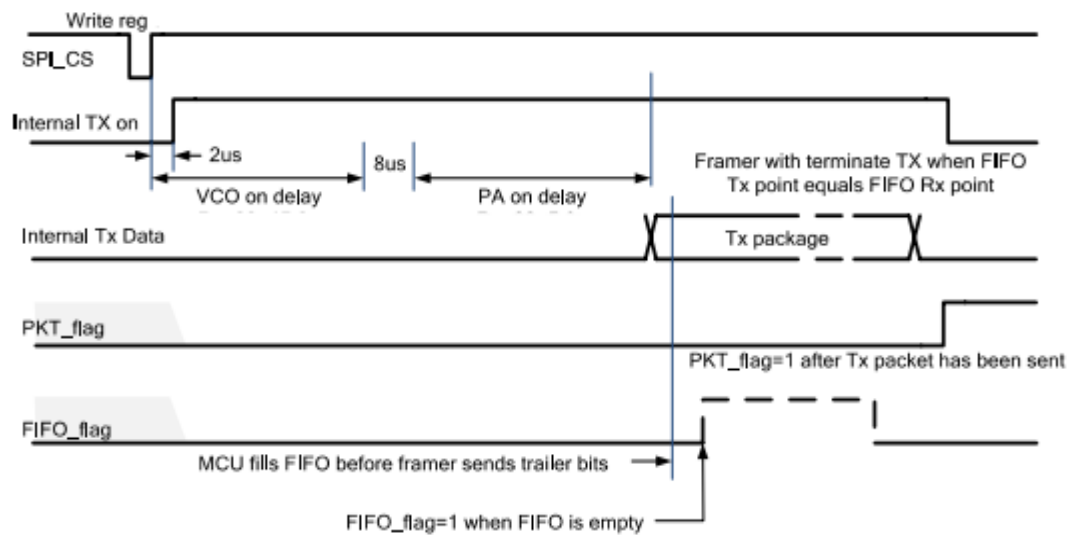 Write reg
SPI_CS
Internal TX on
2us
8us
VCO on delay
PA on delay
Framer with terminate TX when FIFO
Tx point equals FIFO Rx point
Internal Tx Data
Tx package
PKT_flag
PKT_flag=1 after Tx packet has been sent
FIFO_flag
MCU fills FIFO before framer sends trailer bits
FIFO_flag=1 when FIFO is empty